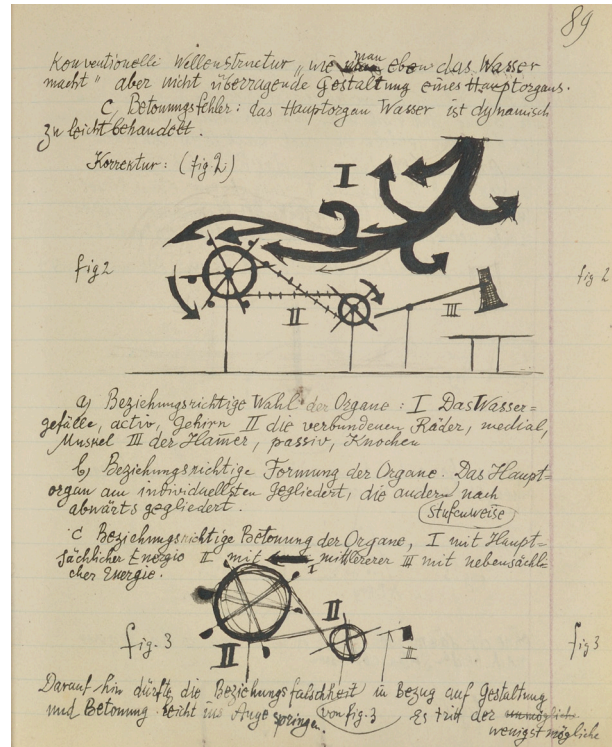 89
Konventionelle Wellenstructur "wie man eben das Wasser
macht" aber nicht überragende Gestaltung eines Hauptorgans.
C, Betonungsfehler: das Hauptorgan Wasser ist dynamisch
zu leicht behandelt.
Korrektur: (fig 2)
I
fig 2
fig 2
II
III
a) Beziehungsrichtige Wahl der Organe: I Das Wasser=
gefälle, activ, Gehirn II die verbundenen Räder, medial,
Muskel III der Hamer, passiv, Knochen
b) Beziehungsrichtige Formung der Organe. Das Haupt=
organ am individuellsten gegliedert, die andern nach
abwärts gegliedert. stufenweise
C Beziehungsrichtige Betonung der Organe, I mit Haupt=
sächlicher Energie II mit mittlerer III mit nebensächli=
cher Energie.
I
II
II
III
fig. 3
fig 3
Darauf hin dürfte die Beziehungsfalschheit in Bezug auf Gestaltung
und Betonung leicht ins Auge springen. von fig. 3 Es tritt der unmögliche
wenigst mögliche